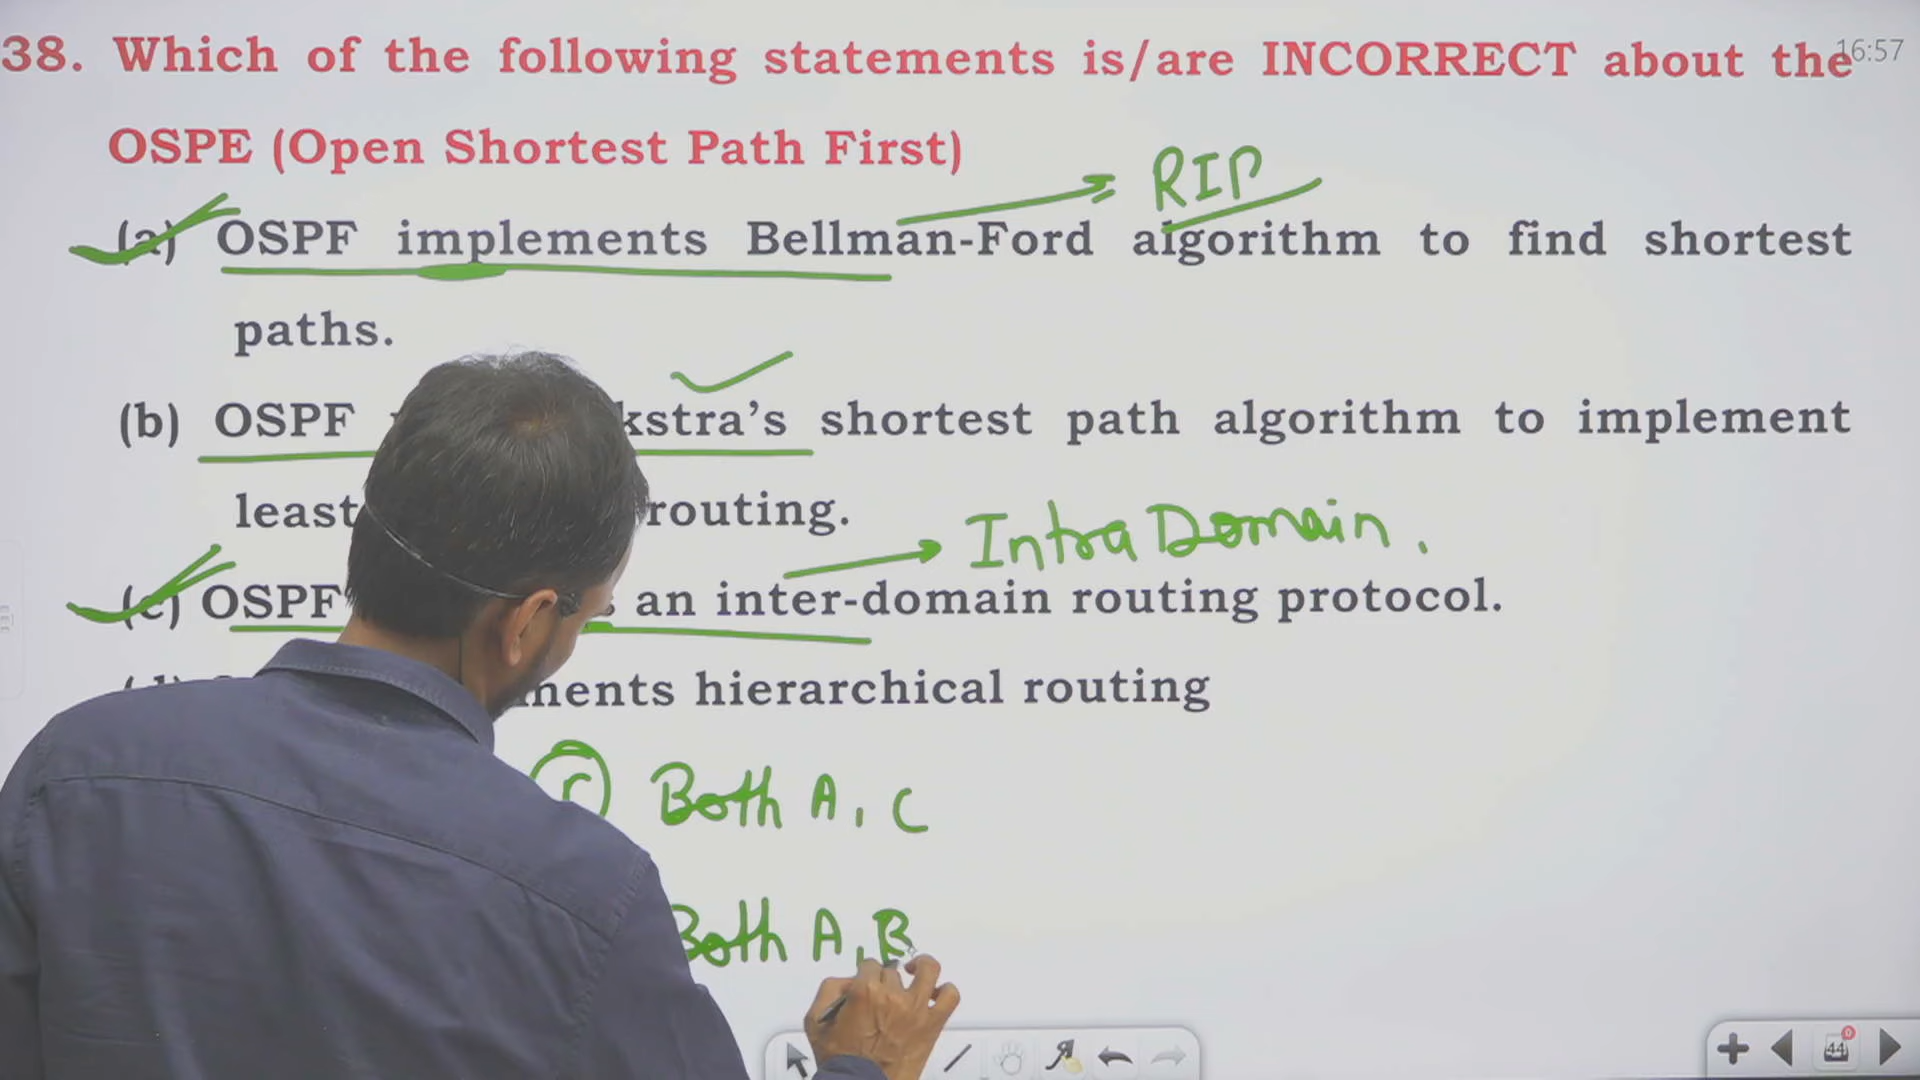 38. Which of the following statements is/are INCORRECT about the
16:57
OSPE (Open Shortest Path First)
RIP
(a) OSPF implements Bellman-Ford algorithm to find shortest
paths.
(b) OSPF kstra's shortest path algorithm to implement
least routing.
Intra Domain.
(c) OSPF an inter-domain routing protocol.
ments hierarchical routing
C Both A, C
Both A, B
44
0